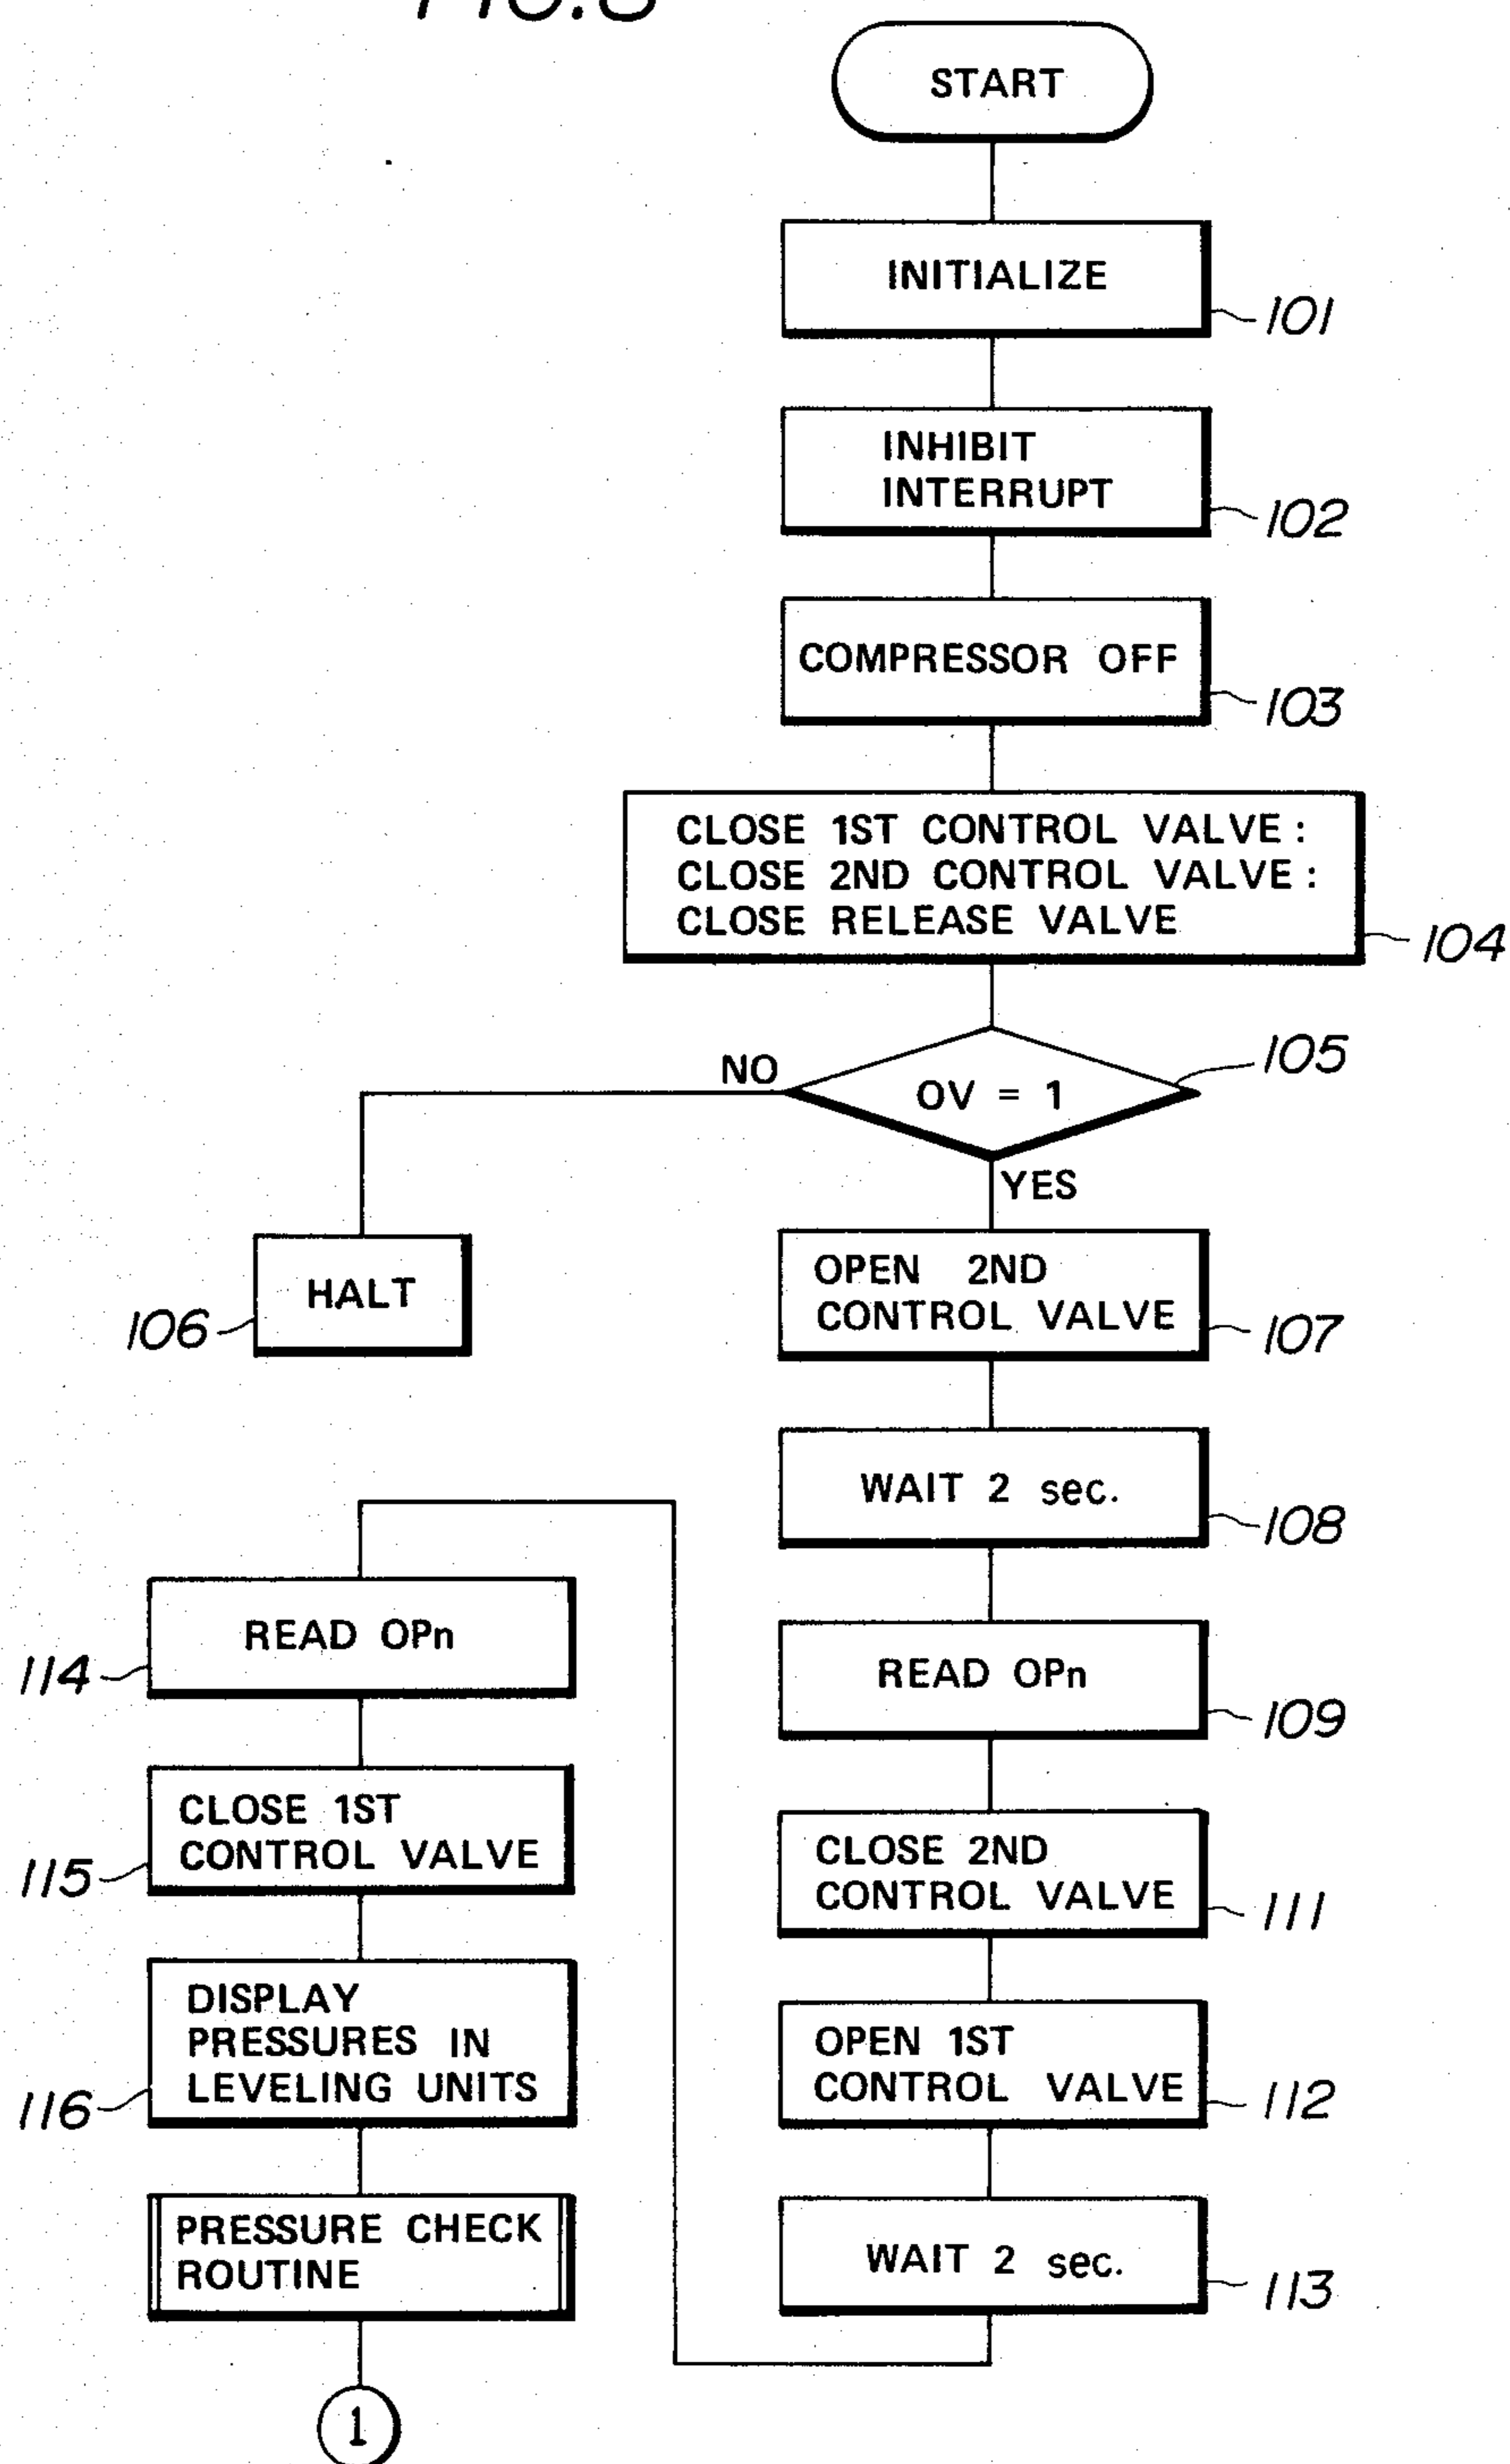 START
INITIALIZE
101
INHIBIT
INTERRUPT
102
COMPRESSOR OFF
103
CLOSE 1ST CONTROL VALVE :
CLOSE 2ND CONTROL VALVE :
CLOSE RELEASE VALVE
104
105
NO
OV = 1
YES
HALT
106
OPEN 2ND
CONTROL VALVE
107
WAIT 2 sec.
108
READ OPn
109
CLOSE 2ND
CONTROL VALVE
111
OPEN 1ST
CONTROL VALVE
112
WAIT 2 sec.
113
READ OPn
114
CLOSE 1ST
CONTROL VALVE
115
DISPLAY
PRESSURES IN
LEVELING UNITS
116
PRESSURE CHECK
ROUTINE
1